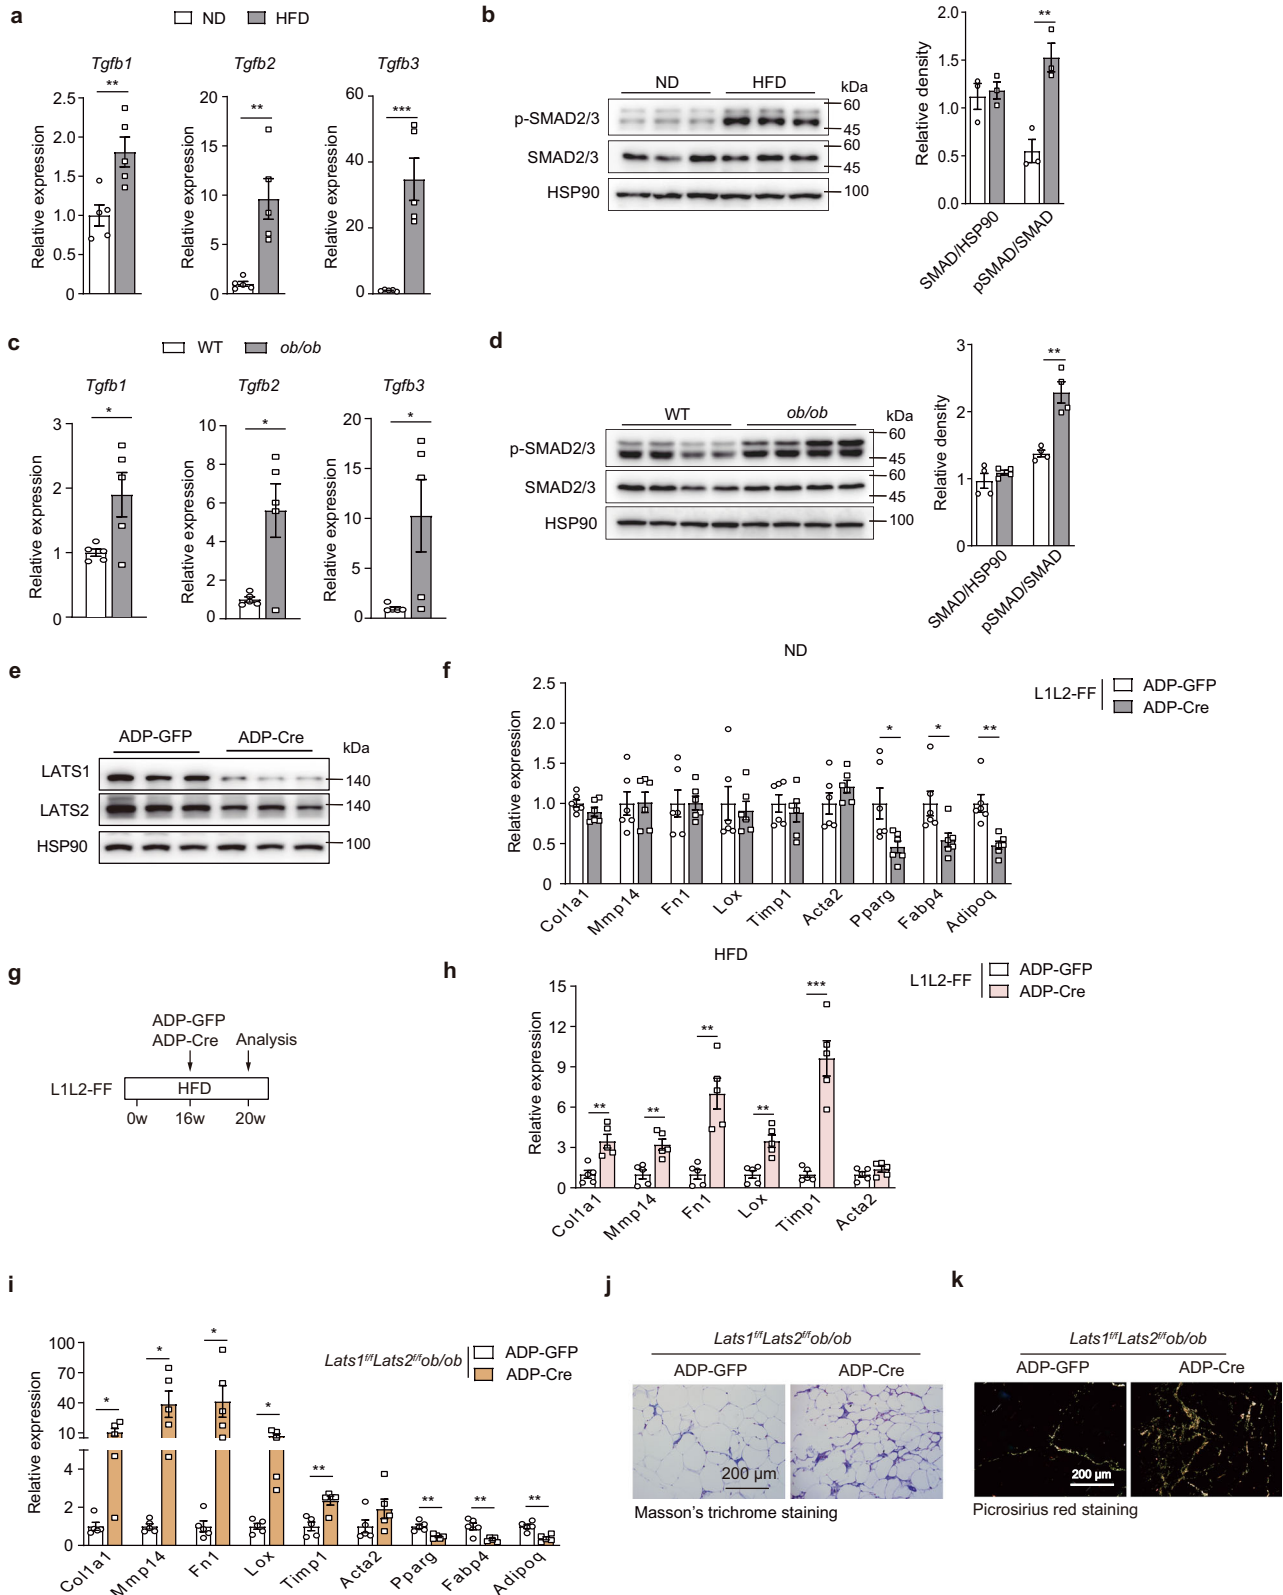 a
ND HFD
Tgfb1 Tgfb2 Tgfb3
Relative expression
2.5
1.5
1.0
0.5
0
**
Relative expression
20
15
10
5
0
**
Relative expression
60
40
20
0
***
b
ND HFD kDa
p-SMAD2/3 60
45
SMAD2/3 60
45
HSP90 100
Relative density
2.0
1.5
1.0
0.5
0.0
**
SMAD/HSP90
pSMAD/SMAD
c
WT ob/ob
Tgfb1 Tgfb2 Tgfb3
Relative expression
3
2
1
0
*
Relative expression
10
8
6
4
2
0
*
Relative expression
20
15
10
5
0
*
d
WT ob/ob kDa
p-SMAD2/3 60
45
SMAD2/3 60
45
HSP90 100
Relative density
3
2
1
0
**
SMAD/HSP90
pSMAD/SMAD
e
ADP-GFP ADP-Cre kDa
LATS1 140
LATS2 140
HSP90 100
f
ND
L1L2-FF ADP-GFP
ADP-Cre
Relative expression
2.5
2.0
1.5
1.0
0.5
0
* * **
Col1a1 Mmp14 Fn1 Lox Timp1 Acta2 Pparg Fabp4 Adipoq
g
ADP-GFP
ADP-Cre Analysis
L1L2-FF HFD
0w 16w 20w
h
HFD
L1L2-FF ADP-GFP
ADP-Cre
Relative expression
15
12
9
6
3
0
** ** ** ** ***
Col1a1 Mmp14 Fn1 Lox Timp1 Acta2
i
Lats1f/fLats2f/fob/ob ADP-GFP
ADP-Cre
Relative expression
100
70
40
10
4
2
0
* * * * ** ** ** **
Col1a1 Mmp14 Fn1 Lox Timp1 Acta2 Pparg Fabp4 Adipoq
j
Lats1f/fLats2f/fob/ob
ADP-GFP ADP-Cre
200 µm
Masson's trichrome staining
k
Lats1f/fLats2f/fob/ob
ADP-GFP ADP-Cre
200 µm
Picrosirius red staining